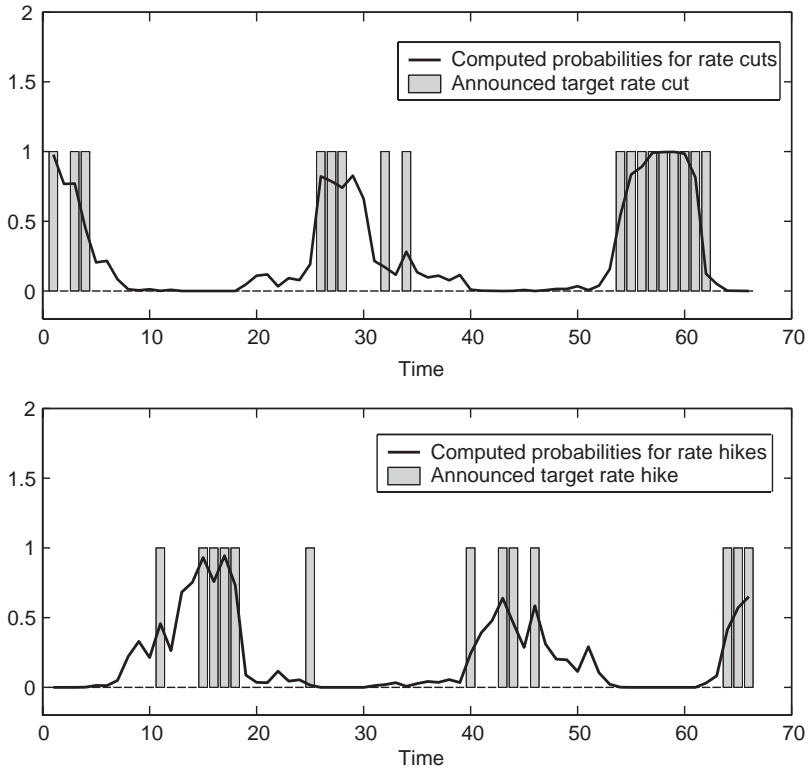 2
Computed probabilities for rate cuts
1.5
Announced target rate cut
1
0.5
0
0 10 20 30 40 50 60 70
Time
2
Computed probabilities for rate hikes
1.5
Announced target rate hike
1
0.5
0
0 10 20 30 40 50 60 70
Time